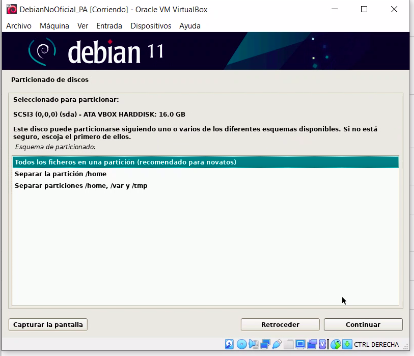 DebianNoOficial_PA [Corriendo] - Oracle VM VirtualBox
Archivo Máquina Ver Entrada Dispositivos Ayuda
debian 11
Particionado de discos
Seleccionado para particionar:
SCSI3 (0,0,0) (sda) - ATA VBOX HARDDISK: 16.0 GB
Este disco puede particionarse siguiendo uno o varios de los diferentes esquemas disponibles. Si no está
seguro, escoja el primero de ellos.
Esquema de particionado:
Todos los ficheros en una partición (recomendado para novatos)
Separar la partición /home
Separar particiones /home, /var y /tmp
Capturar la pantalla Retroceder Continuar
CTRL DERECHA